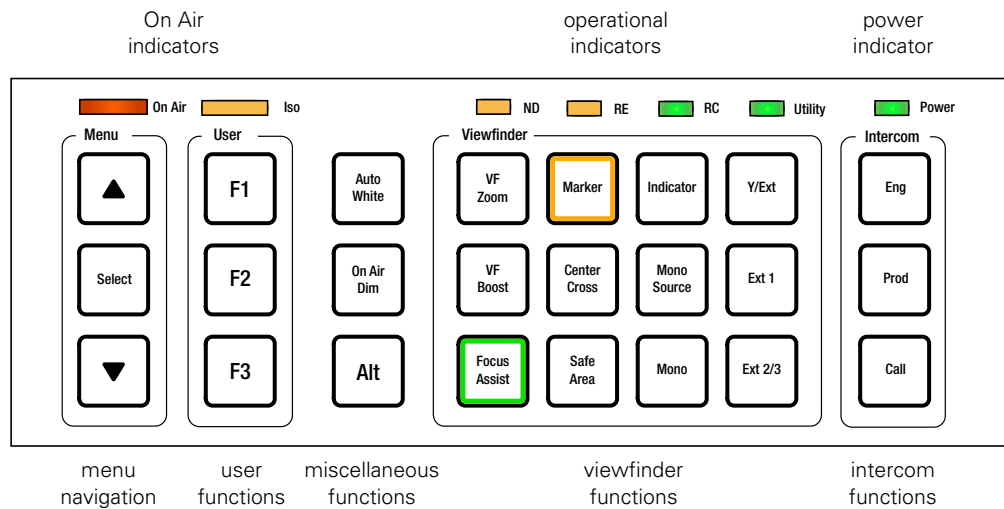 On Air
indicators
operational
indicators
power
indicator
On Air
Iso
ND
RE
RC
Utility
Power
Menu
User
Viewfinder
Intercom
F1
Auto
White
VF
Zoom
Marker
Indicator
Y/Ext
Eng
Select
F2
On Air
Dim
VF
Boost
Center
Cross
Mono
Source
Ext 1
Prod
F3
Alt
Focus
Assist
Safe
Area
Mono
Ext 2/3
Call
menu
navigation
user
functions
miscellaneous
functions
viewfinder
functions
intercom
functions